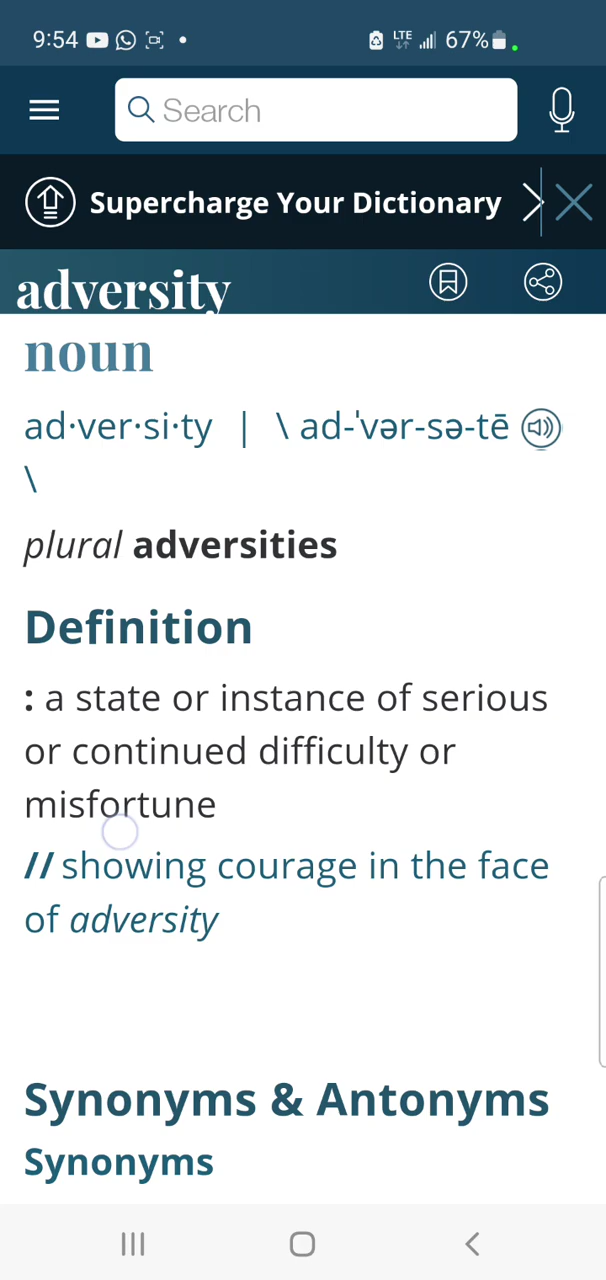 9:54 LTE 67%
Search
Supercharge Your Dictionary
adversity
noun
ad·ver·si·ty | \ ad-ˈvər-sə-tē
\
plural adversities
Definition
: a state or instance of serious
or continued difficulty or
misfortune
// showing courage in the face
of adversity
Synonyms & Antonyms
Synonyms